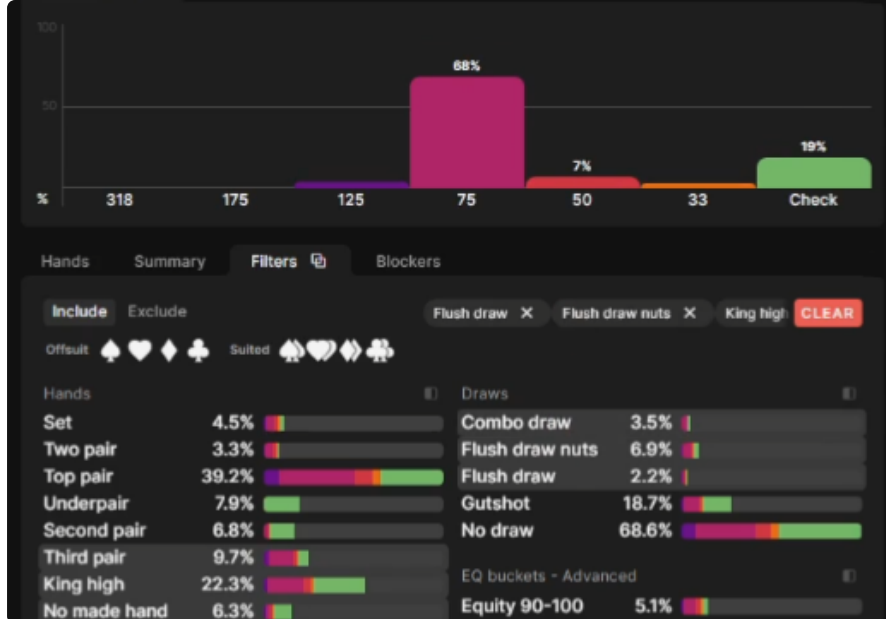 100
68%
50
19%
7%
% 318 175 125 75 50 33 Check
Hands Summary Filters Blockers
Include Exclude Flush draw × Flush draw nuts × King high CLEAR
Offsuit Suited
Hands
Set 4.5%
Two pair 3.3%
Top pair 39.2%
Underpair 7.9%
Second pair 6.8%
Third pair 9.7%
King high 22.3%
No made hand 6.3%
Draws
Combo draw 3.5%
Flush draw nuts 6.9%
Flush draw 2.2%
Gutshot 18.7%
No draw 68.6%
EQ buckets - Advanced
Equity 90-100 5.1%